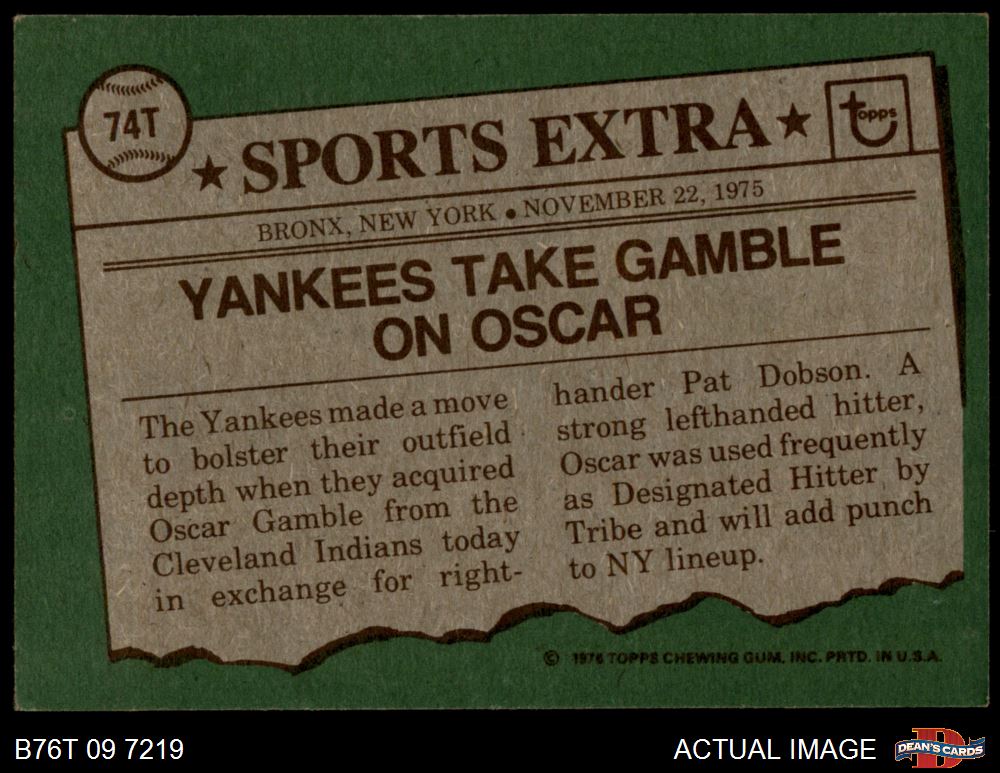 74T
★ SPORTS EXTRA ★
topps
BRONX, NEW YORK ● NOVEMBER 22, 1975
YANKEES TAKE GAMBLE
ON OSCAR
The Yankees made a move
to bolster their outfield
depth when they acquired
Oscar Gamble from the
Cleveland Indians today
in exchange for right-
hander Pat Dobson. A
strong lefthanded hitter,
Oscar was used frequently
as Designated Hitter by
Tribe and will add punch
to NY lineup.
© 1976 TOPPS CHEWING GUM, INC. PRTD. IN U.S.A.
B76T 09 7219
ACTUAL IMAGE
DEAN'S CARDS